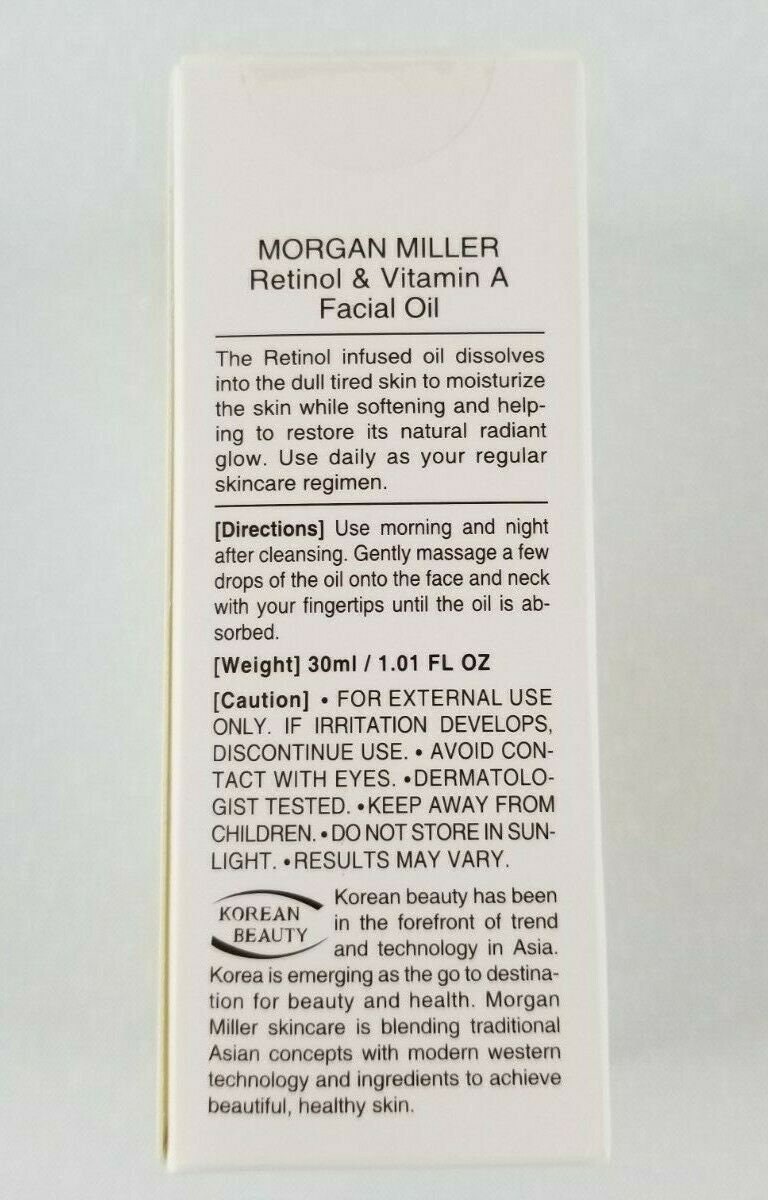 MORGAN MILLER
Retinol & Vitamin A
Facial Oil
The Retinol infused oil dissolves
into the dull tired skin to moisturize
the skin while softening and help-
ing to restore its natural radiant
glow. Use daily as your regular
skincare regimen.
[Directions] Use morning and night
after cleansing. Gently massage a few
drops of the oil onto the face and neck
with your fingertips until the oil is ab-
sorbed.
[Weight] 30ml / 1.01 FL OZ
[Caution] • FOR EXTERNAL USE
ONLY. IF IRRITATION DEVELOPS,
DISCONTINUE USE. • AVOID CON-
TACT WITH EYES. •DERMATOLO-
GIST TESTED. •KEEP AWAY FROM
CHILDREN. •DO NOT STORE IN SUN-
LIGHT. •RESULTS MAY VARY.
KOREAN
BEAUTY
Korean beauty has been
in the forefront of trend
and technology in Asia.
Korea is emerging as the go to destina-
tion for beauty and health. Morgan
Miller skincare is blending traditional
Asian concepts with modern western
technology and ingredients to achieve
beautiful, healthy skin.